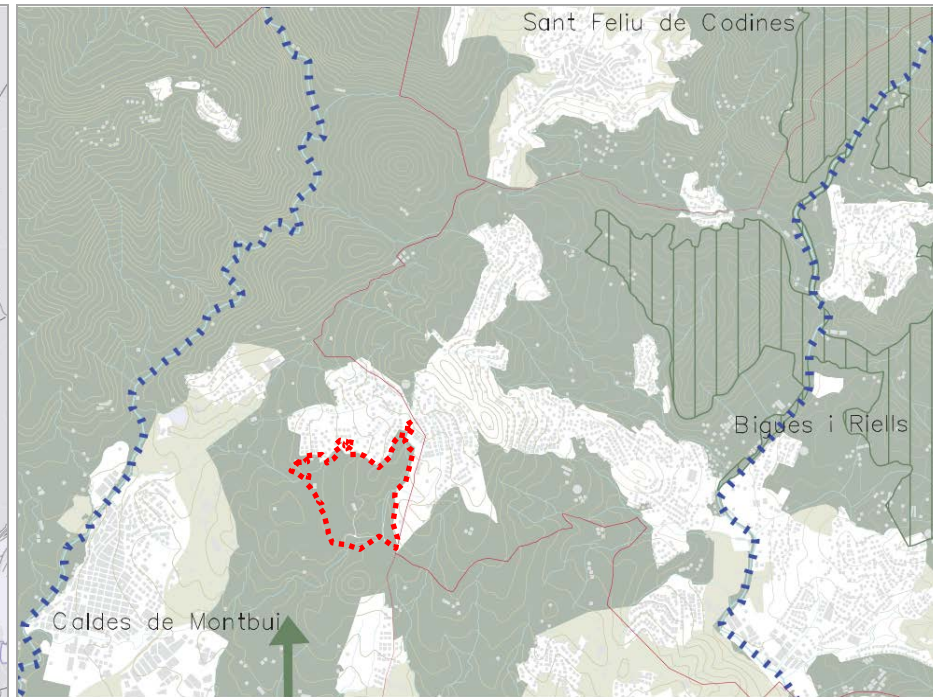 Sant Feliu de Codines
Bigues i Riells
Caldes de Montbui